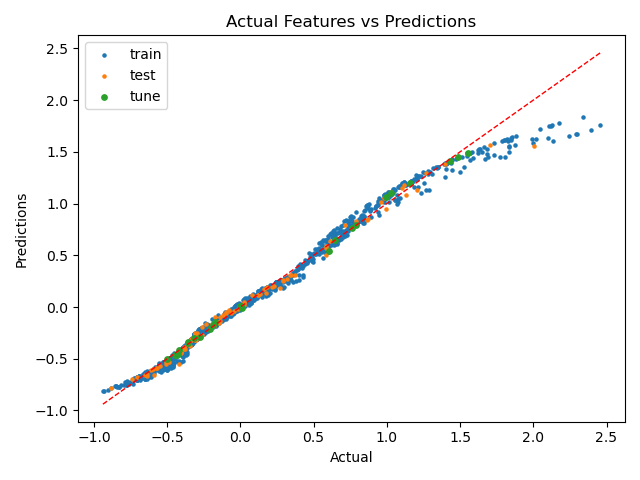 Actual Features vs Predictions
train
test
tune
2.5
2.0
1.5
1.0
0.5
0.0
−0.5
−1.0
Predictions
−1.0 −0.5 0.0 0.5 1.0 1.5 2.0 2.5
Actual